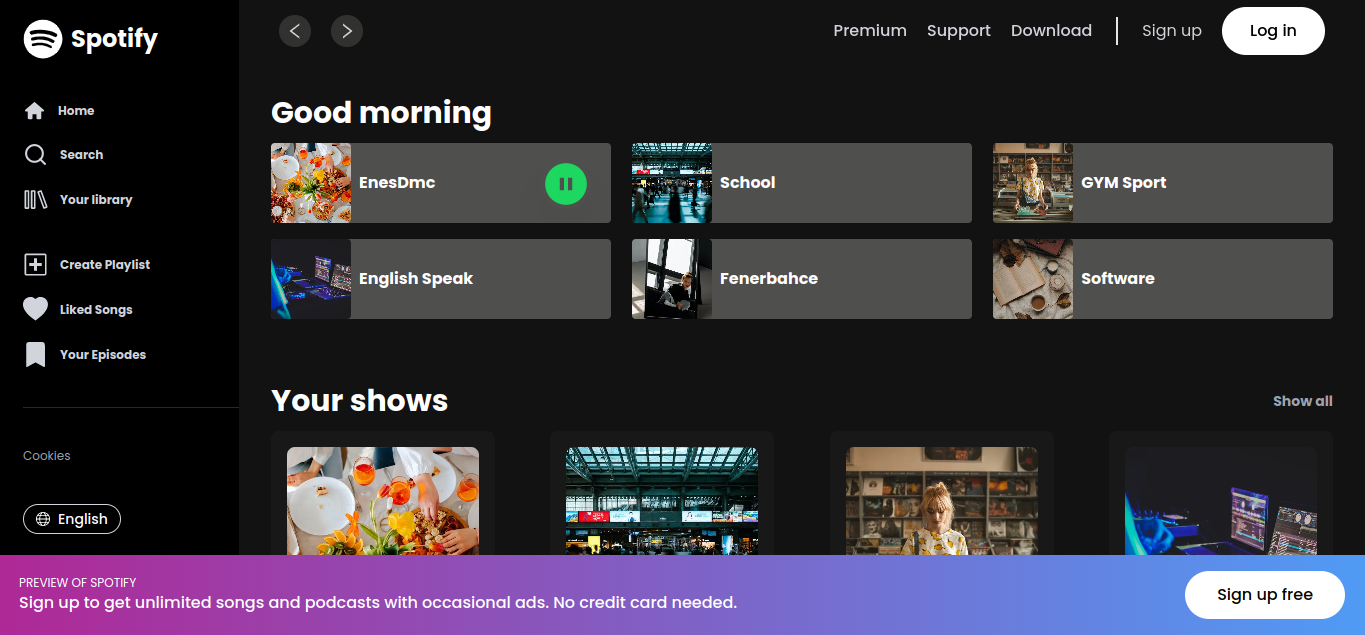 Spotify
Home
Search
Your library
Create Playlist
Liked Songs
Your Episodes
Cookies
English
Premium Support Download Sign up Log in
Good morning
EnesDmc School GYM Sport
English Speak Fenerbahce Software
Your shows Show all
PREVIEW OF SPOTIFY
Sign up to get unlimited songs and podcasts with occasional ads. No credit card needed.
Sign up free